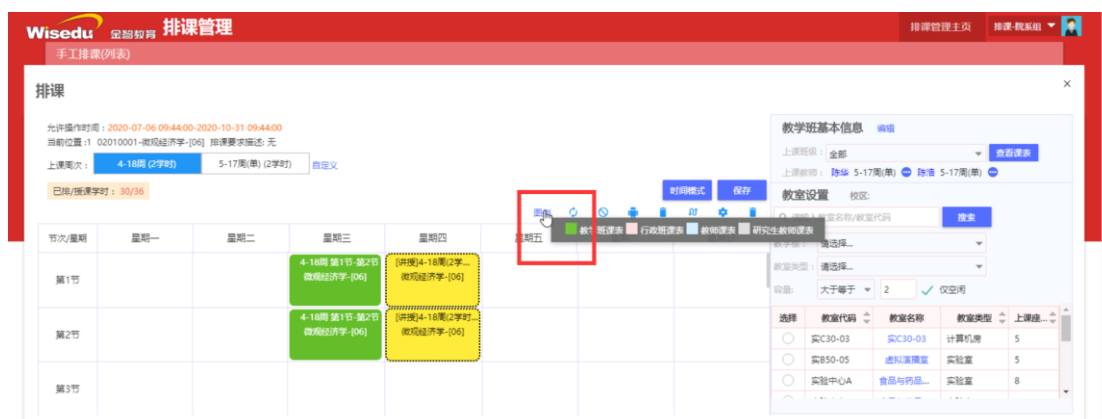 Wisedu 金智教育 排课管理 排课管理主页 排课-院系组
手工排课(列表)
排课 ×
允许操作时间：2020-07-06 09:44:00-2020-10-31 09:44:00
当前位置：1 02010001-微观经济学-[06] 排课要求描述: 无
上课周次： 4-18周 (2学时) 5-17周(单) (2学时) 自定义
已排/授课学时：30/36
时间模式 保存
图例
教学班课表 行政班课表 教师课表 研究生教师课表
节次/星期 星期一 星期二 星期三 星期四 星期五
第1节
4-18周 第1节-第2节
微观经济学-[06]
[讲授]4-18周(2学...
微观经济学-[06]
第2节
4-18周 第1节-第2节
微观经济学-[06]
[讲授]4-18周(2学时...
微观经济学-[06]
第3节
教学班基本信息 编辑
上课班级：全部 查看课表
上课教师： 陈华 5-17周(单) 陈浩 5-17周(单)
教室设置 校区:
请输入教室名称/教室代码 搜索
教学楼： 请选择...
教室类型： 请选择...
容量: 大于等于 2 仅空闲
选择 教室代码 教室名称 教室类型 上课座...
实C30-03 实C30-03 计算机房 5
实B50-05 虚拟演播室 实验室 5
实验中心A 食品与药品... 实验室 8